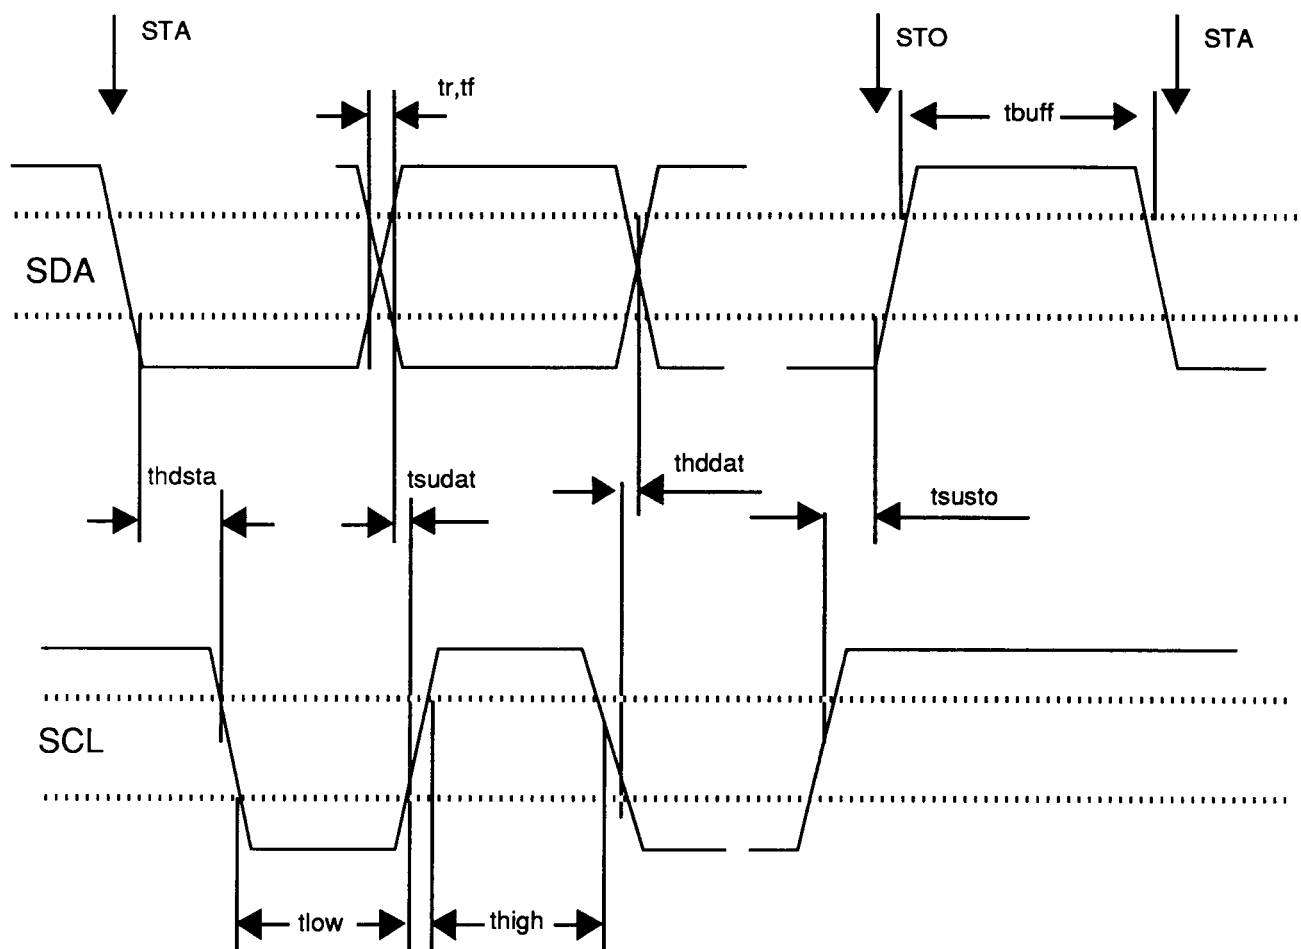 STA
STO
STA
tr,tf
tbuff
SDA
thdsta
tsudat
thddat
tsusto
SCL
tlow
thigh